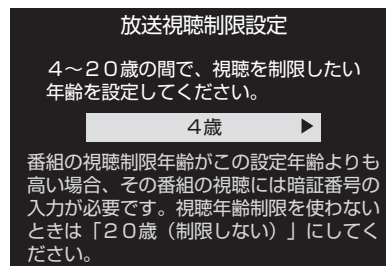 放送視聴制限設定
４～２０歳の間で、視聴を制限したい
年齢を設定してください。
４歳 ▶
番組の視聴制限年齢がこの設定年齢よりも
高い場合、その番組の視聴には暗証番号の
入力が必要です。視聴年齢制限を使わない
ときは「２０歳（制限しない）」にしてく
ださい。